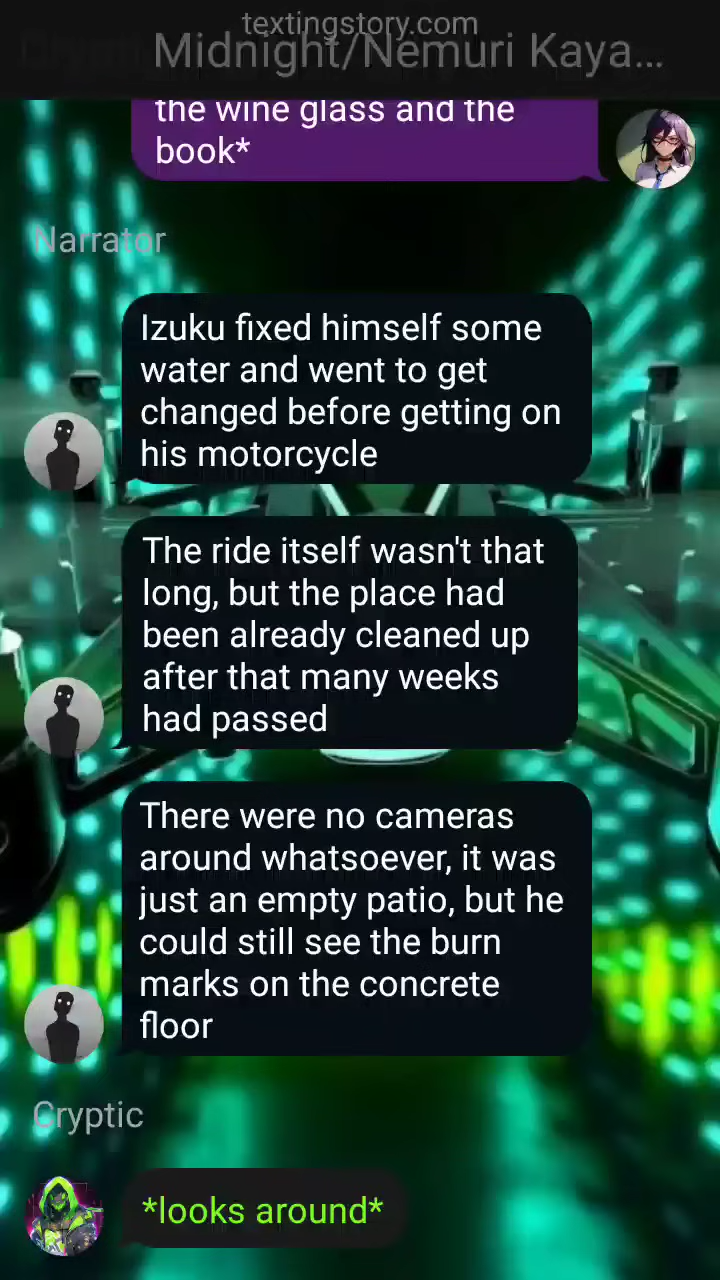 textingstory.com
Midnight/Nemuri Kaya...
the wine glass and the
book*
Narrator
Izuku fixed himself some
water and went to get
changed before getting on
his motorcycle
The ride itself wasn't that
long, but the place had
been already cleaned up
after that many weeks
had passed
There were no cameras
around whatsoever, it was
just an empty patio, but he
could still see the burn
marks on the concrete
floor
Cryptic
*looks around*